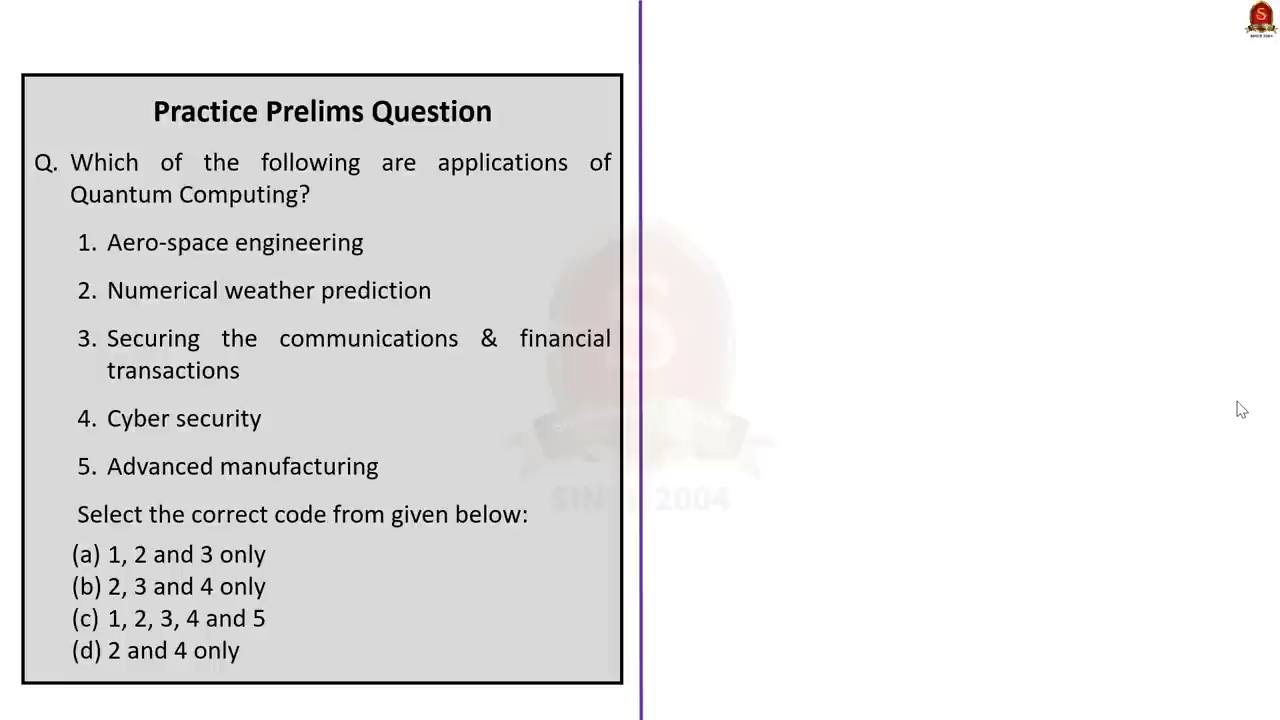 Practice Prelims Question
Q. Which of the following are applications of
Quantum Computing?
1. Aero-space engineering
2. Numerical weather prediction
3. Securing the communications & financial
transactions
4. Cyber security
5. Advanced manufacturing
Select the correct code from given below:
(a) 1, 2 and 3 only
(b) 2, 3 and 4 only
(c) 1, 2, 3, 4 and 5
(d) 2 and 4 only
S
SINCE 2004